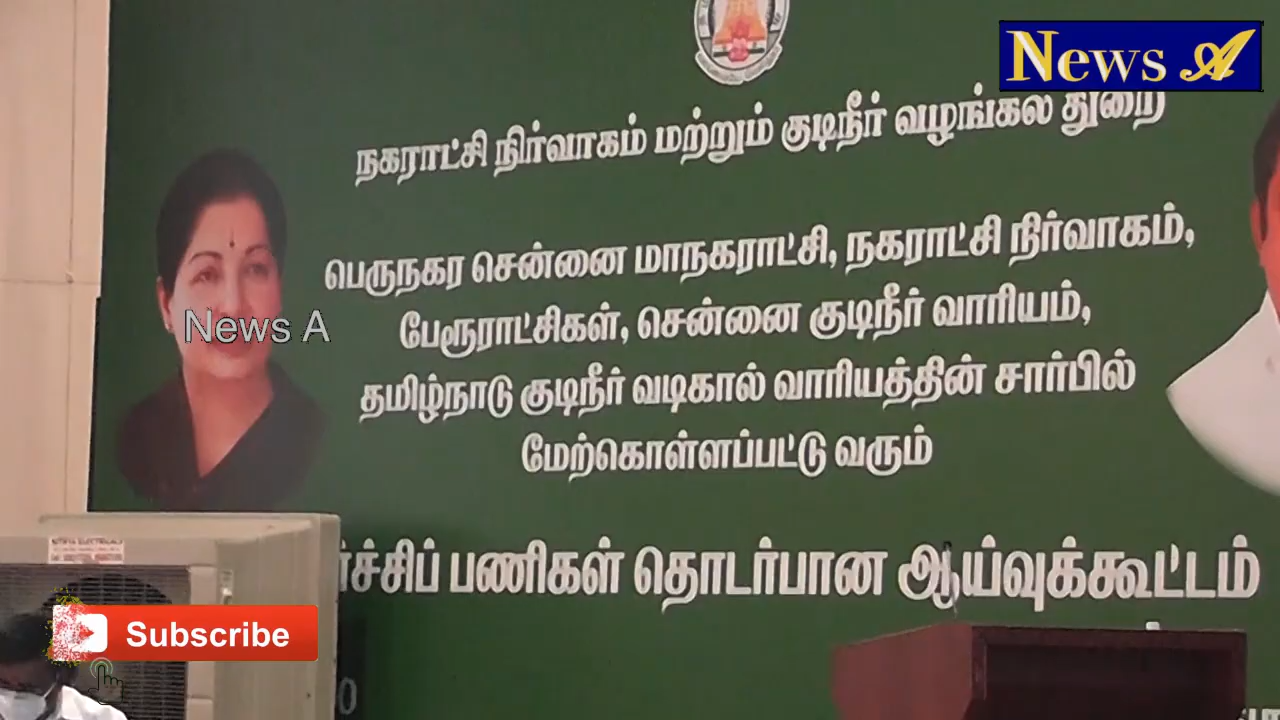 News A
நகராட்சி நிர்வாகம் மற்றும் குடிநீர் வழங்கல் துறை
பெருநகர சென்னை மாநகராட்சி, நகராட்சி நிர்வாகம்,
News A
பேரூராட்சிகள், சென்னை குடிநீர் வாரியம்,
தமிழ்நாடு குடிநீர் வடிகால் வாரியத்தின் சார்பில்
மேற்கொள்ளப்பட்டு வரும்
பணிகள் தொடர்பான ஆய்வுக்கூட்டம்
Subscribe